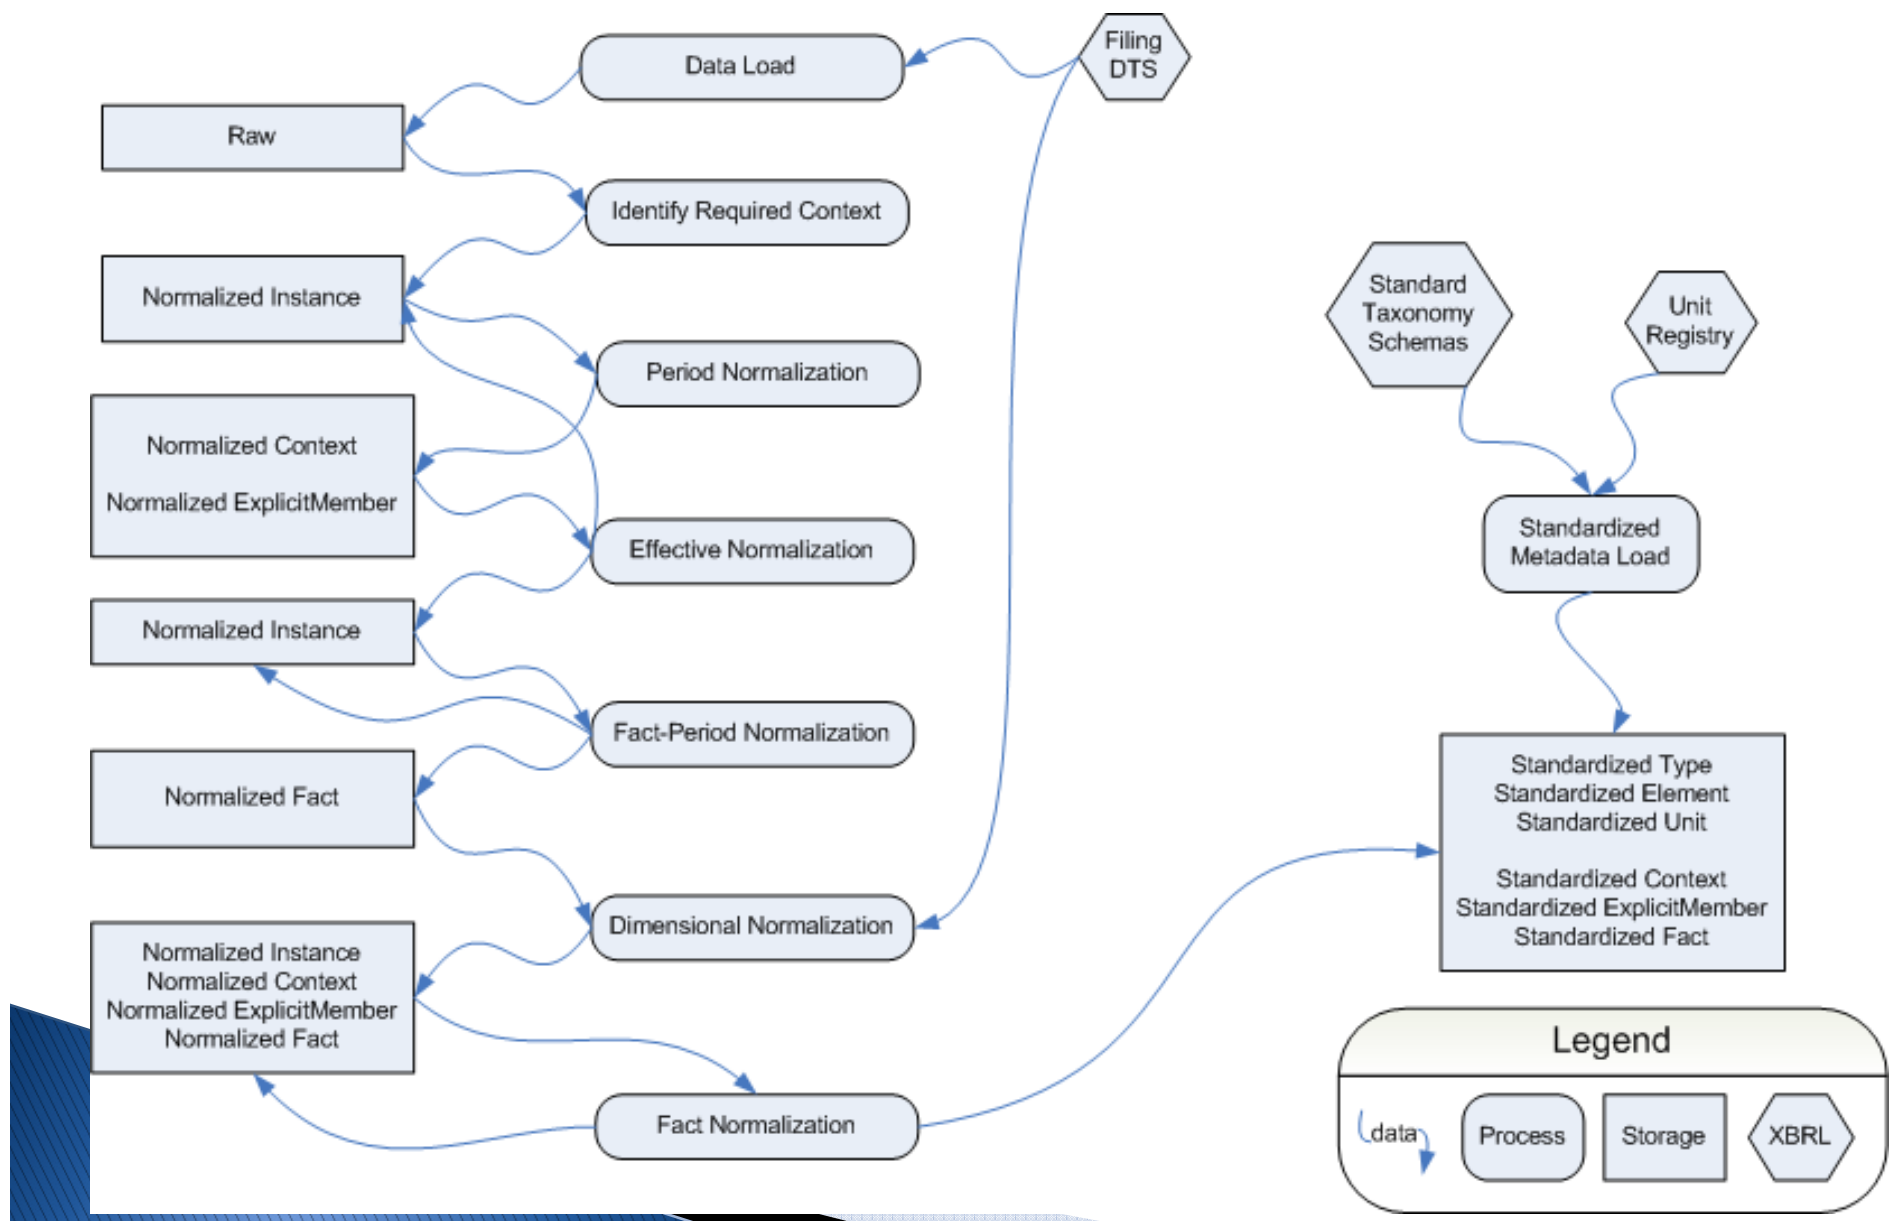 Filing
DTS
Data Load
Raw
Identify Required Context
Normalized Instance
Period Normalization
Normalized Context
Normalized ExplicitMember
Effective Normalization
Normalized Instance
Fact-Period Normalization
Normalized Fact
Dimensional Normalization
Normalized Instance
Normalized Context
Normalized ExplicitMember
Normalized Fact
Fact Normalization
Standard
Taxonomy
Schemas
Unit
Registry
Standardized
Metadata Load
Standardized Type
Standardized Element
Standardized Unit
Standardized Context
Standardized ExplicitMember
Standardized Fact
Legend
data
Process
Storage
XBRL